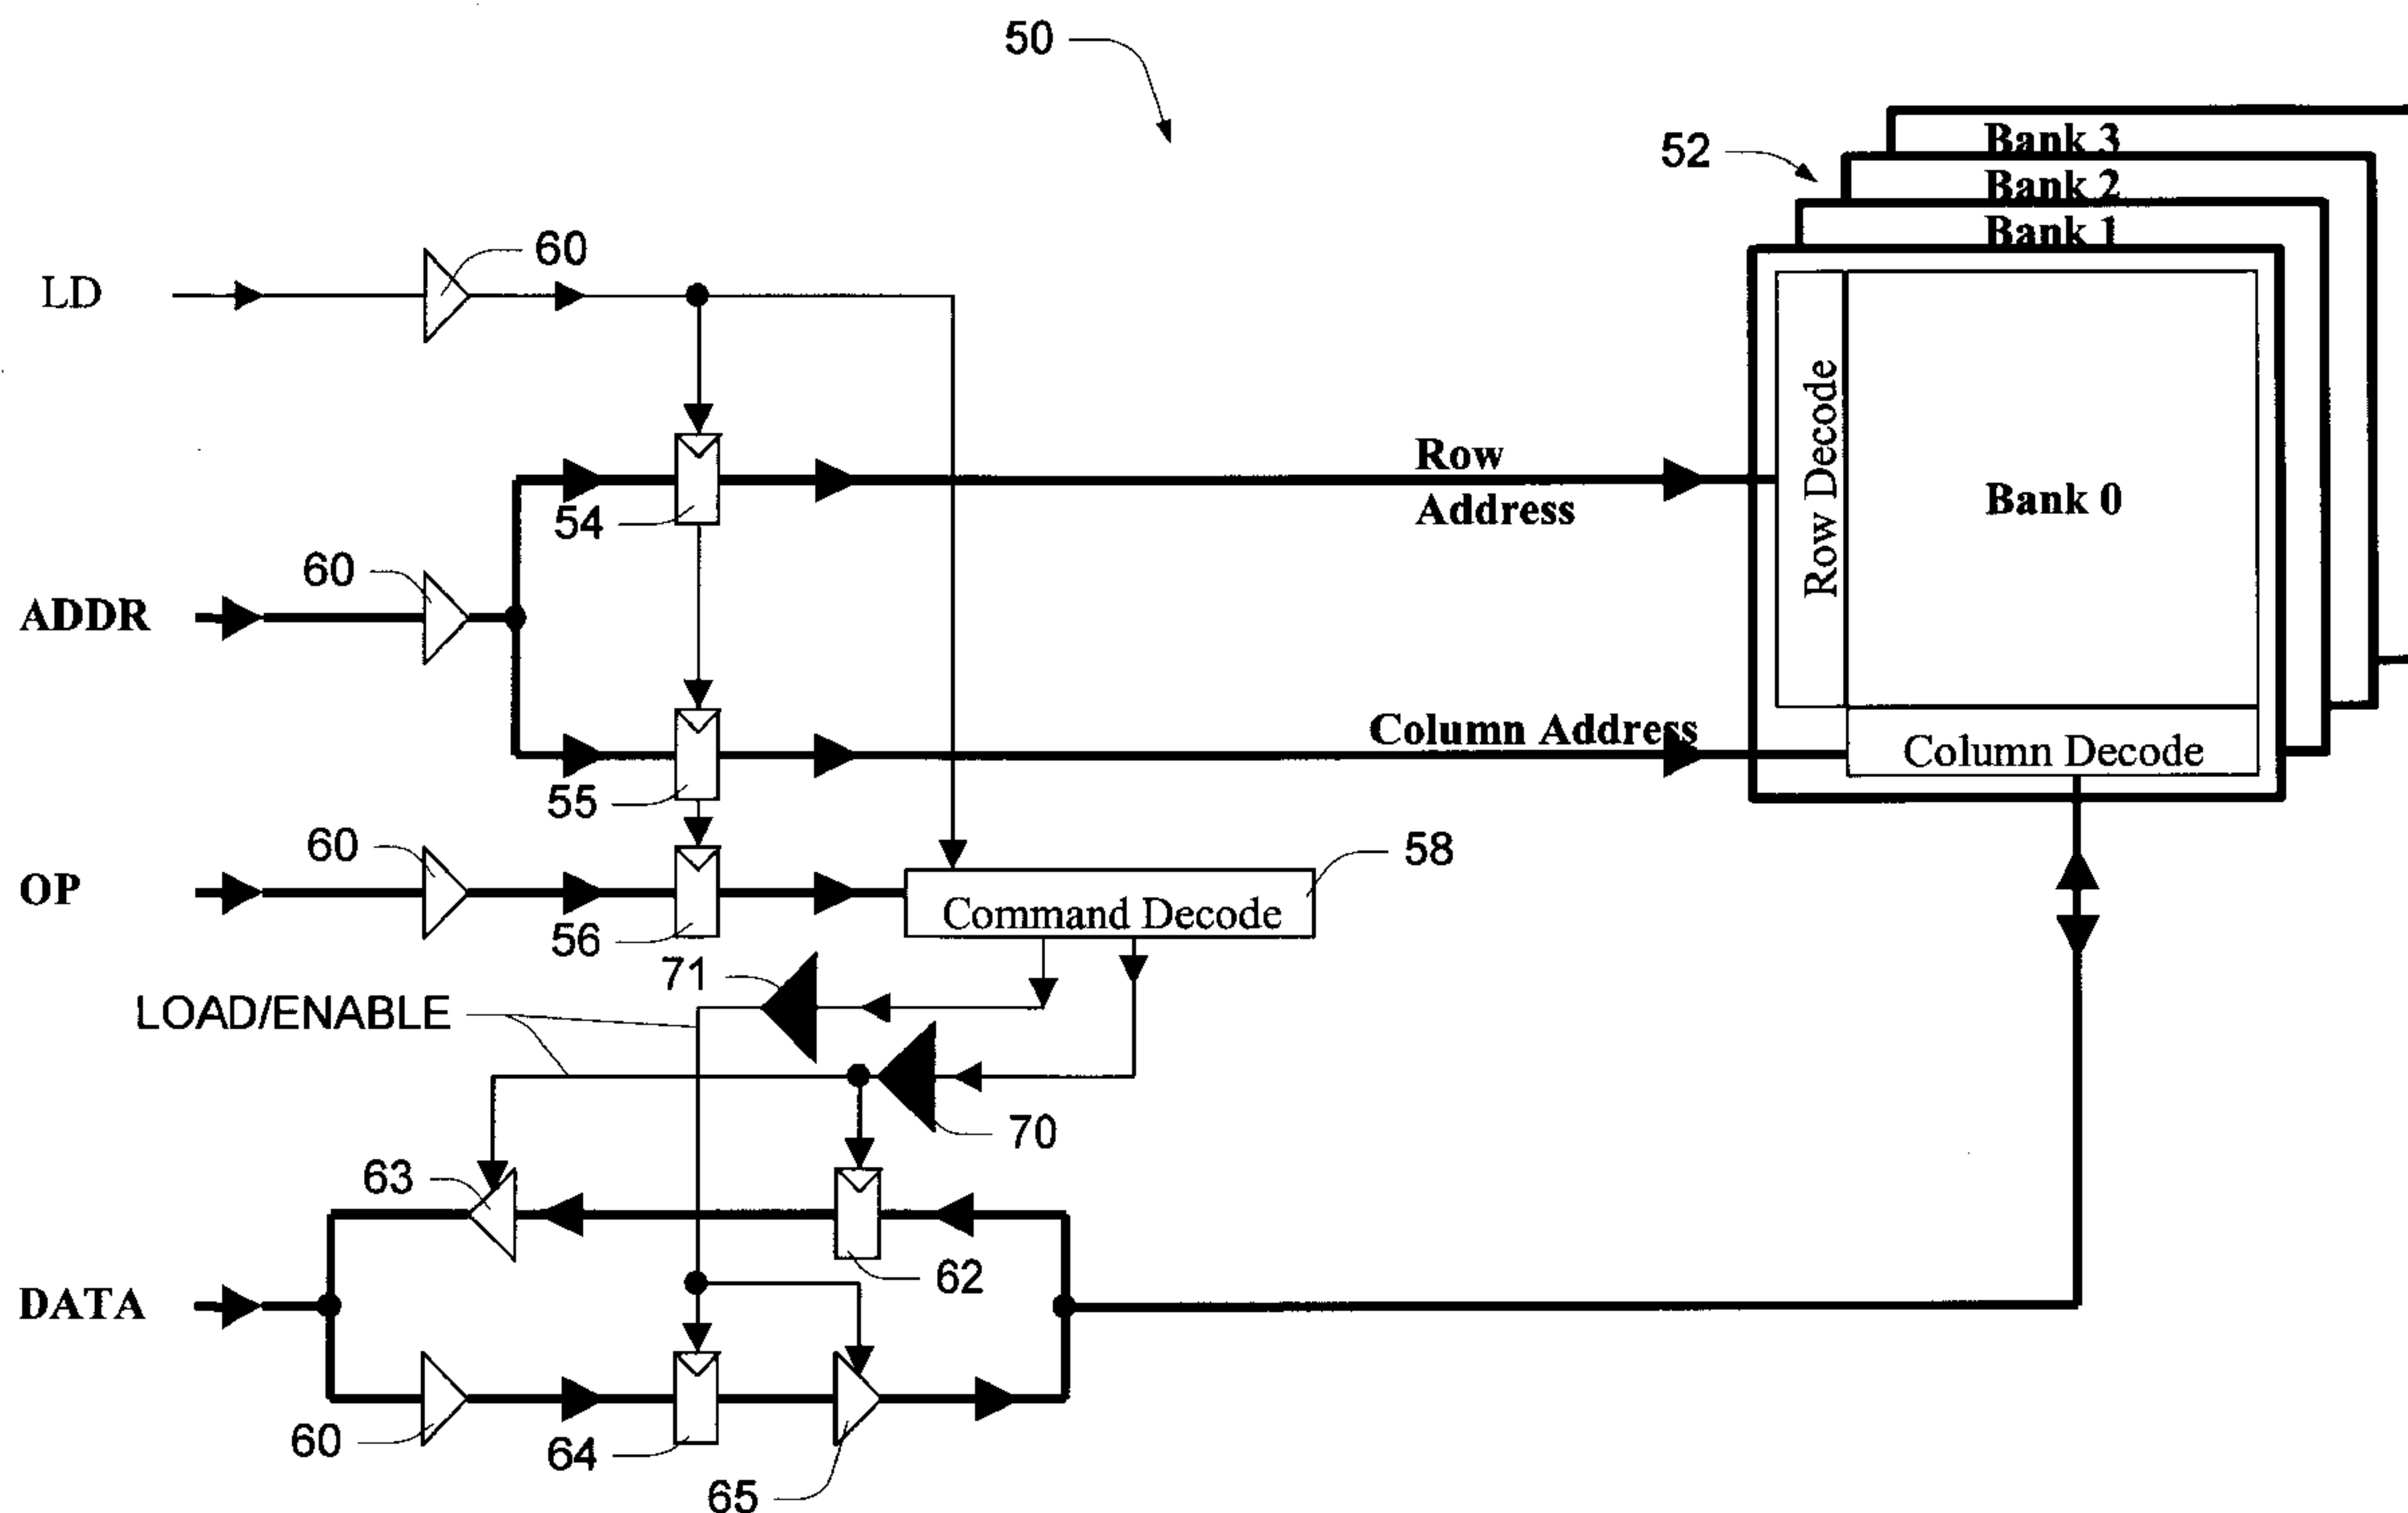 50
Bank 3
52
Bank 2
Bank 1
60
LD
Row Decode
Row
Address
Bank 0
54
60
ADDR
Column Address
Column Decode
55
60
58
OP
Command Decode
56
71
LOAD/ENABLE
70
63
62
DATA
60
64
65